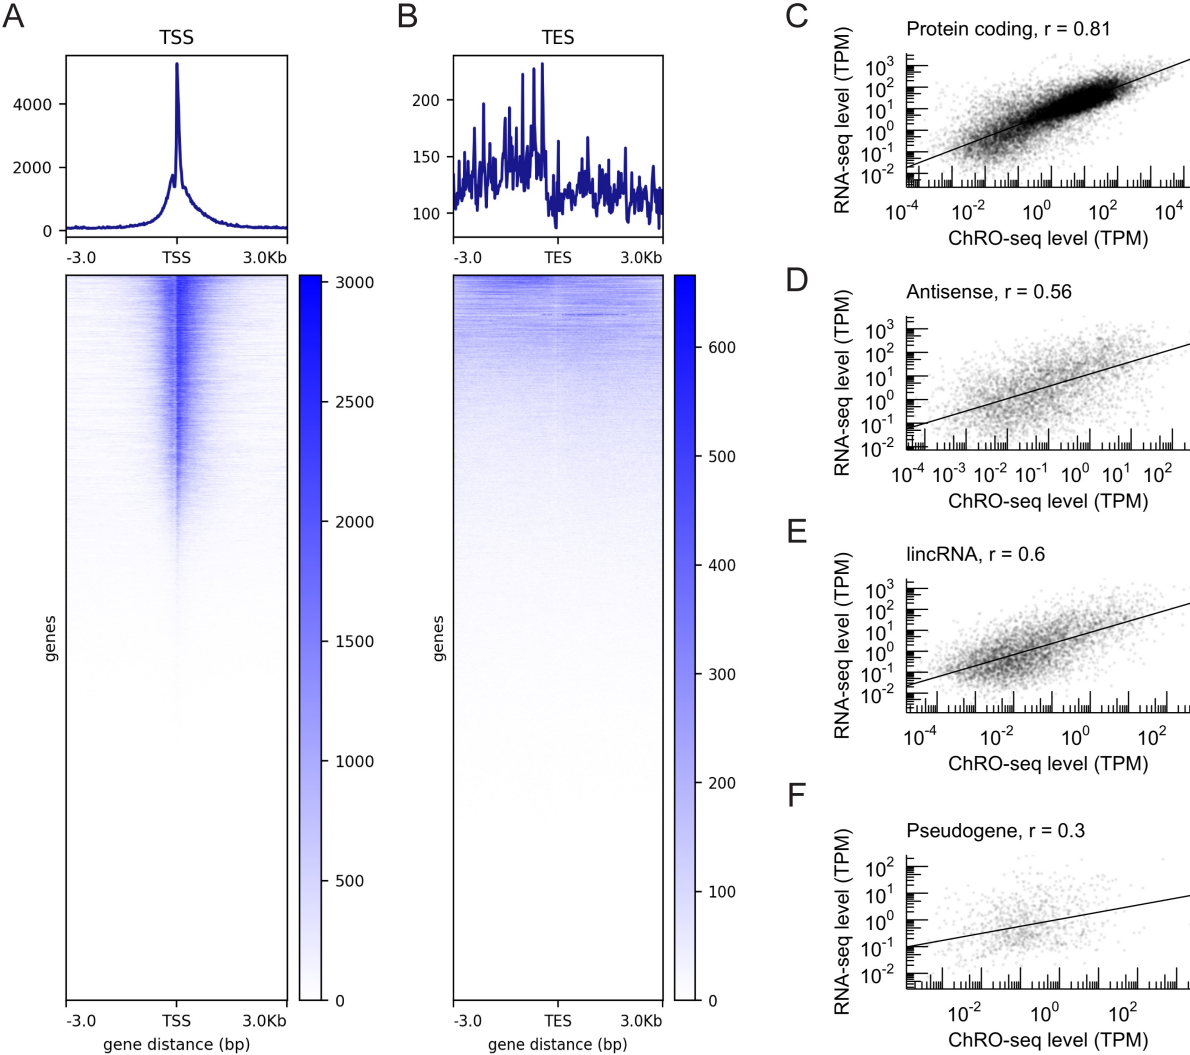 A
TSS
4000
2000
0
-3.0 TSS 3.0Kb
genes
3000
2500
2000
1500
1000
500
0
-3.0 TSS 3.0Kb
gene distance (bp)
B
TES
200
150
100
-3.0 TES 3.0Kb
genes
600
500
400
300
200
100
0
-3.0 TES 3.0Kb
gene distance (bp)
C
Protein coding, r = 0.81
RNA-seq level (TPM)
10³
10²
10¹
10⁰
10⁻¹
10⁻²
10⁻⁴ 10⁻² 10⁰ 10² 10⁴
ChRO-seq level (TPM)
D
Antisense, r = 0.56
RNA-seq level (TPM)
10³
10²
10¹
10⁰
10⁻¹
10⁻²
10⁻⁴ 10⁻³ 10⁻² 10⁻¹ 10⁰ 10¹ 10²
ChRO-seq level (TPM)
E
lincRNA, r = 0.6
RNA-seq level (TPM)
10³
10²
10¹
10⁰
10⁻¹
10⁻²
10⁻⁴ 10⁻² 10⁰ 10²
ChRO-seq level (TPM)
F
Pseudogene, r = 0.3
RNA-seq level (TPM)
10²
10¹
10⁰
10⁻¹
10⁻²
10⁻² 10⁰ 10²
ChRO-seq level (TPM)